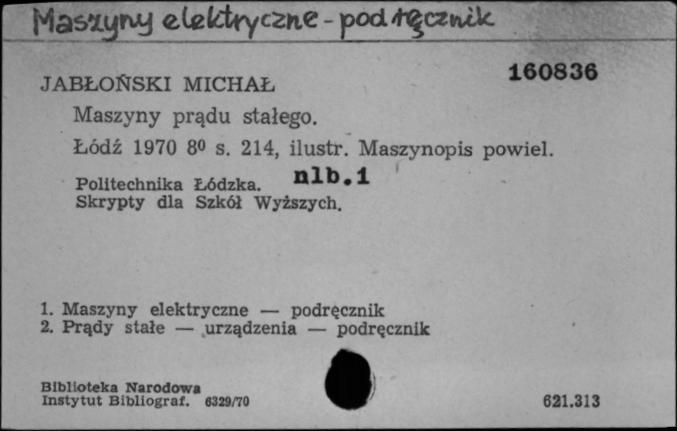 Maszyny elektryczne - podręcznik
160836
JABŁOŃSKI MICHAŁ
Maszyny prądu stałego.
Łódź 1970 8º s. 214, ilustr. Maszynopis powiel.
nlb.1
Politechnika Łódzka.
Skrypty dla Szkół Wyższych.
1. Maszyny elektryczne — podręcznik
2. Prądy stałe — urządzenia — podręcznik
Biblioteka Narodowa
Instytut Bibliograf. 6329/70
621.313